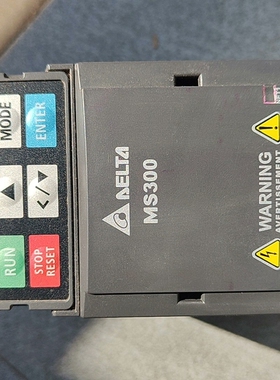 MODE
ENTER
RUN
STOP
RESET
DELTA
MS300
WARNING
AVERTISSEMENT